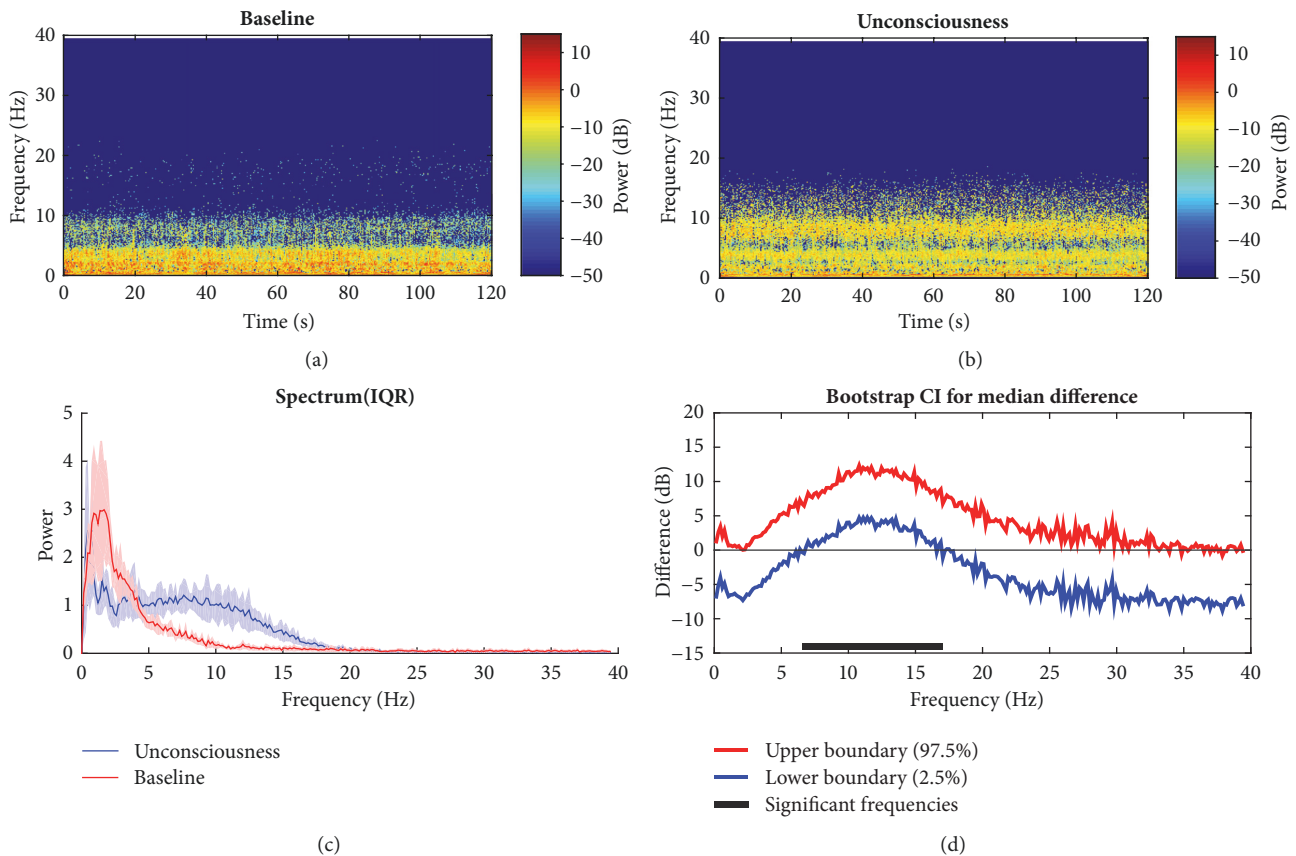 Baseline
40
30
20
10
0
Frequency (Hz)
0 20 40 60 80 100 120
Time (s)
10
0
−10
−20
−30
−40
−50
Power (dB)
(a)
Unconsciousness
40
30
20
10
0
Frequency (Hz)
0 20 40 60 80 100 120
Time (s)
10
0
−10
−20
−30
−40
−50
Power (dB)
(b)
Spectrum(IQR)
5
4
3
2
1
0
Power
0 5 10 15 20 25 30 35 40
Frequency (Hz)
Unconsciousness
Baseline
(c)
Bootstrap CI for median difference
20
15
10
5
0
−5
−10
−15
Difference (dB)
0 5 10 15 20 25 30 35 40
Frequency (Hz)
Upper boundary (97.5%)
Lower boundary (2.5%)
Significant frequencies
(d)